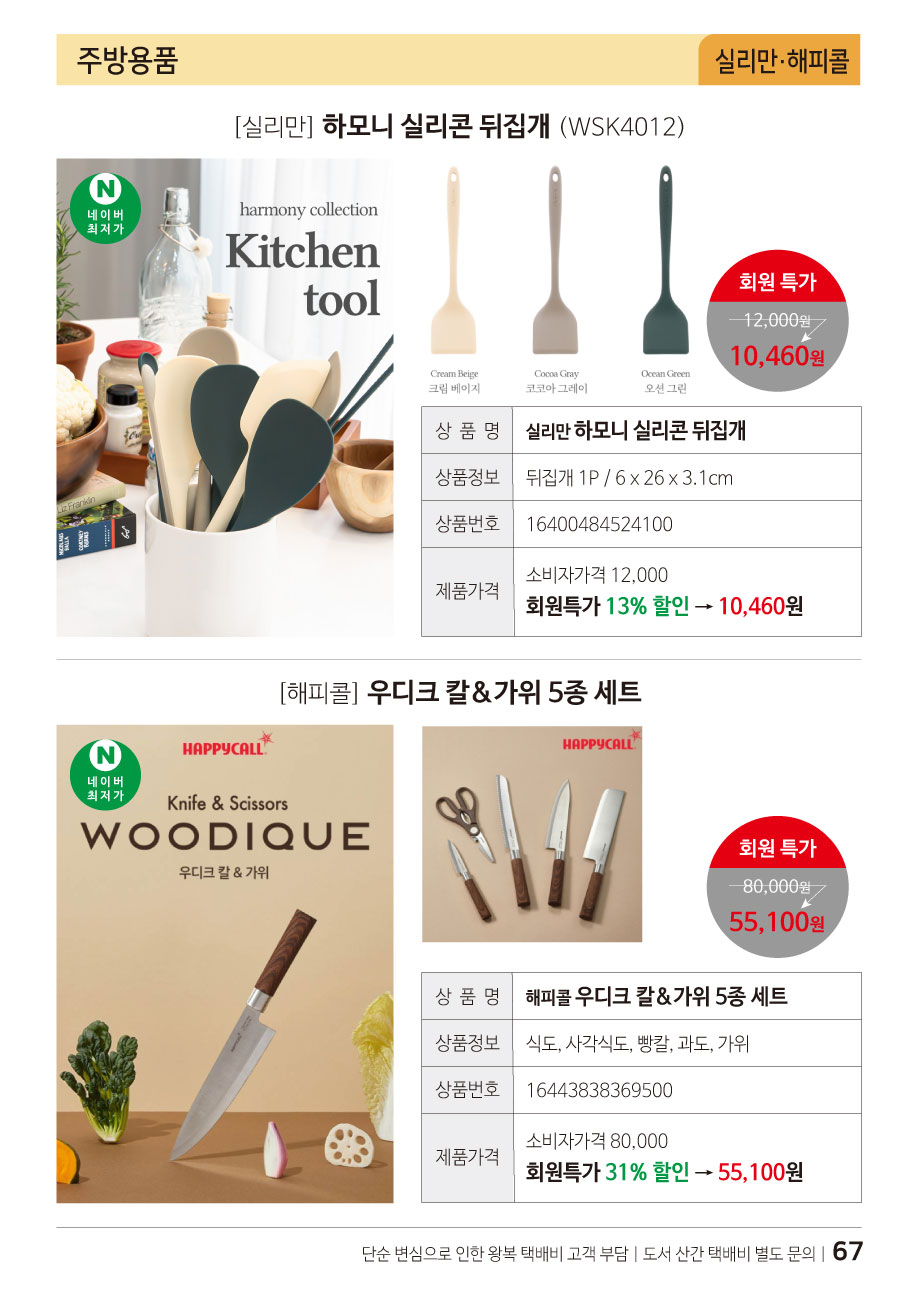 주방용품
실리만·해피콜
[실리만] 하모니 실리콘 뒤집개 (WSK4012)
N
네이버
최저가
harmony collection
Kitchen
tool
Liz Franklin
Cream Beige
크림 베이지
Cocoa Gray
코코아 그레이
Ocean Green
오션 그린
회원 특가
12,000원
10,460원
상 품 명 실리만 하모니 실리콘 뒤집개
상품정보 뒤집개 1P / 6 x 26 x 3.1cm
상품번호 16400484524100
제품가격 소비자가격 12,000
회원특가 13% 할인 → 10,460원
[해피콜] 우디크 칼&가위 5종 세트
N
네이버
최저가
HAPPYCALL
Knife & Scissors
WOODIQUE
우디크 칼 & 가위
HAPPYCALL
회원 특가
80,000원
55,100원
상 품 명 해피콜 우디크 칼&가위 5종 세트
상품정보 식도, 사각식도, 빵칼, 과도, 가위
상품번호 16443838369500
제품가격 소비자가격 80,000
회원특가 31% 할인 → 55,100원
단순 변심으로 인한 왕복 택배비 고객 부담 | 도서 산간 택배비 별도 문의 | 67